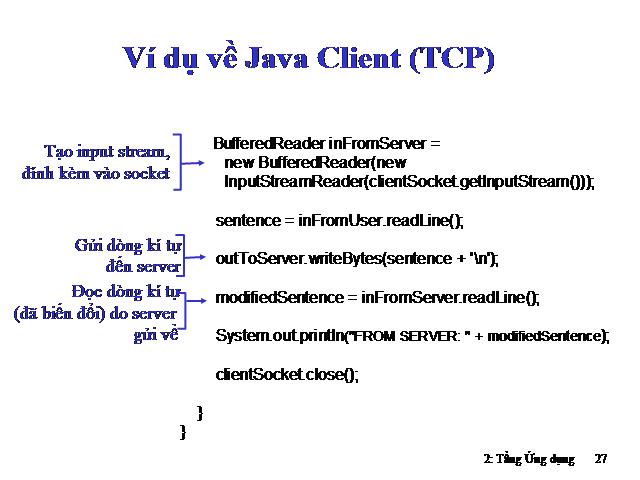 Ví dụ về Java Client (TCP)
Tạo input stream,
đính kèm vào socket
BufferedReader inFromServer =
new BufferedReader(new
InputStreamReader(clientSocket.getInputStream()));
sentence = inFromUser.readLine();
Gửi dòng kí tự
đến server
outToServer.writeBytes(sentence + '\n');
Đọc dòng kí tự
(đã biến đổi) do server
gửi về
modifiedSentence = inFromServer.readLine();
System.out.println("FROM SERVER: " + modifiedSentence);
clientSocket.close();
}
}
2: Tầng Ứng dụng 27